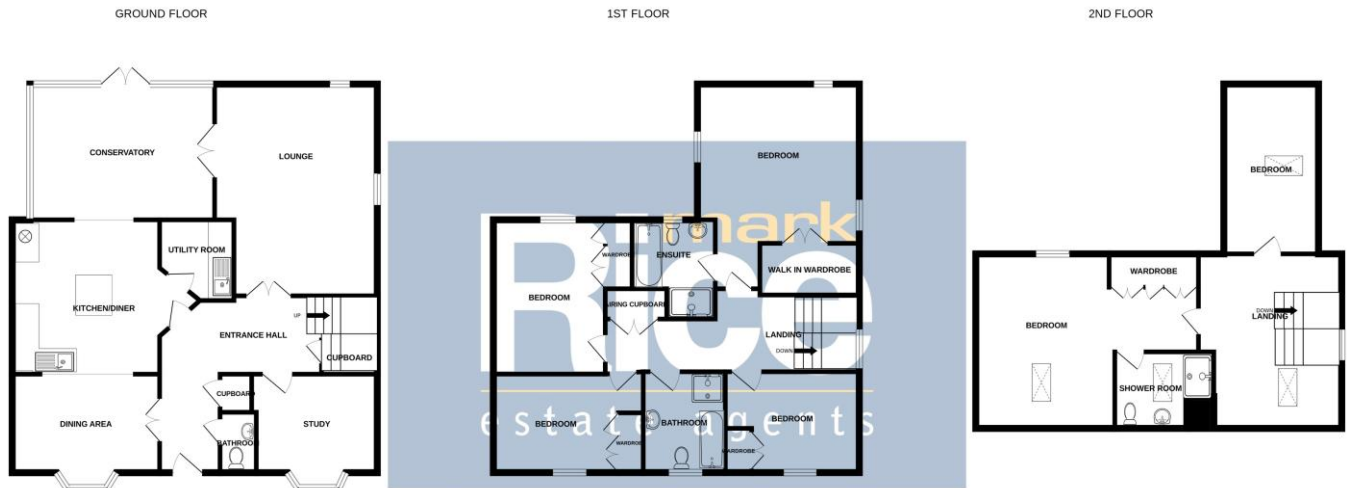 GROUND FLOOR
CONSERVATORY
LOUNGE
UTILITY ROOM
KITCHEN/DINER
UP
ENTRANCE HALL
CUPBOARD
CUPBOARD
DINING AREA
BATHROOM
STUDY
1ST FLOOR
BEDROOM
mark
Rice
estate agents
WARDROBE
ENSUITE
WALK IN WARDROBE
BEDROOM
AIRING CUPBOARD
LANDING
DOWN
BEDROOM
WARDROBE
BATHROOM
BEDROOM
WARDROBE
2ND FLOOR
BEDROOM
WARDROBE
BEDROOM
DOWN
LANDING
SHOWER ROOM